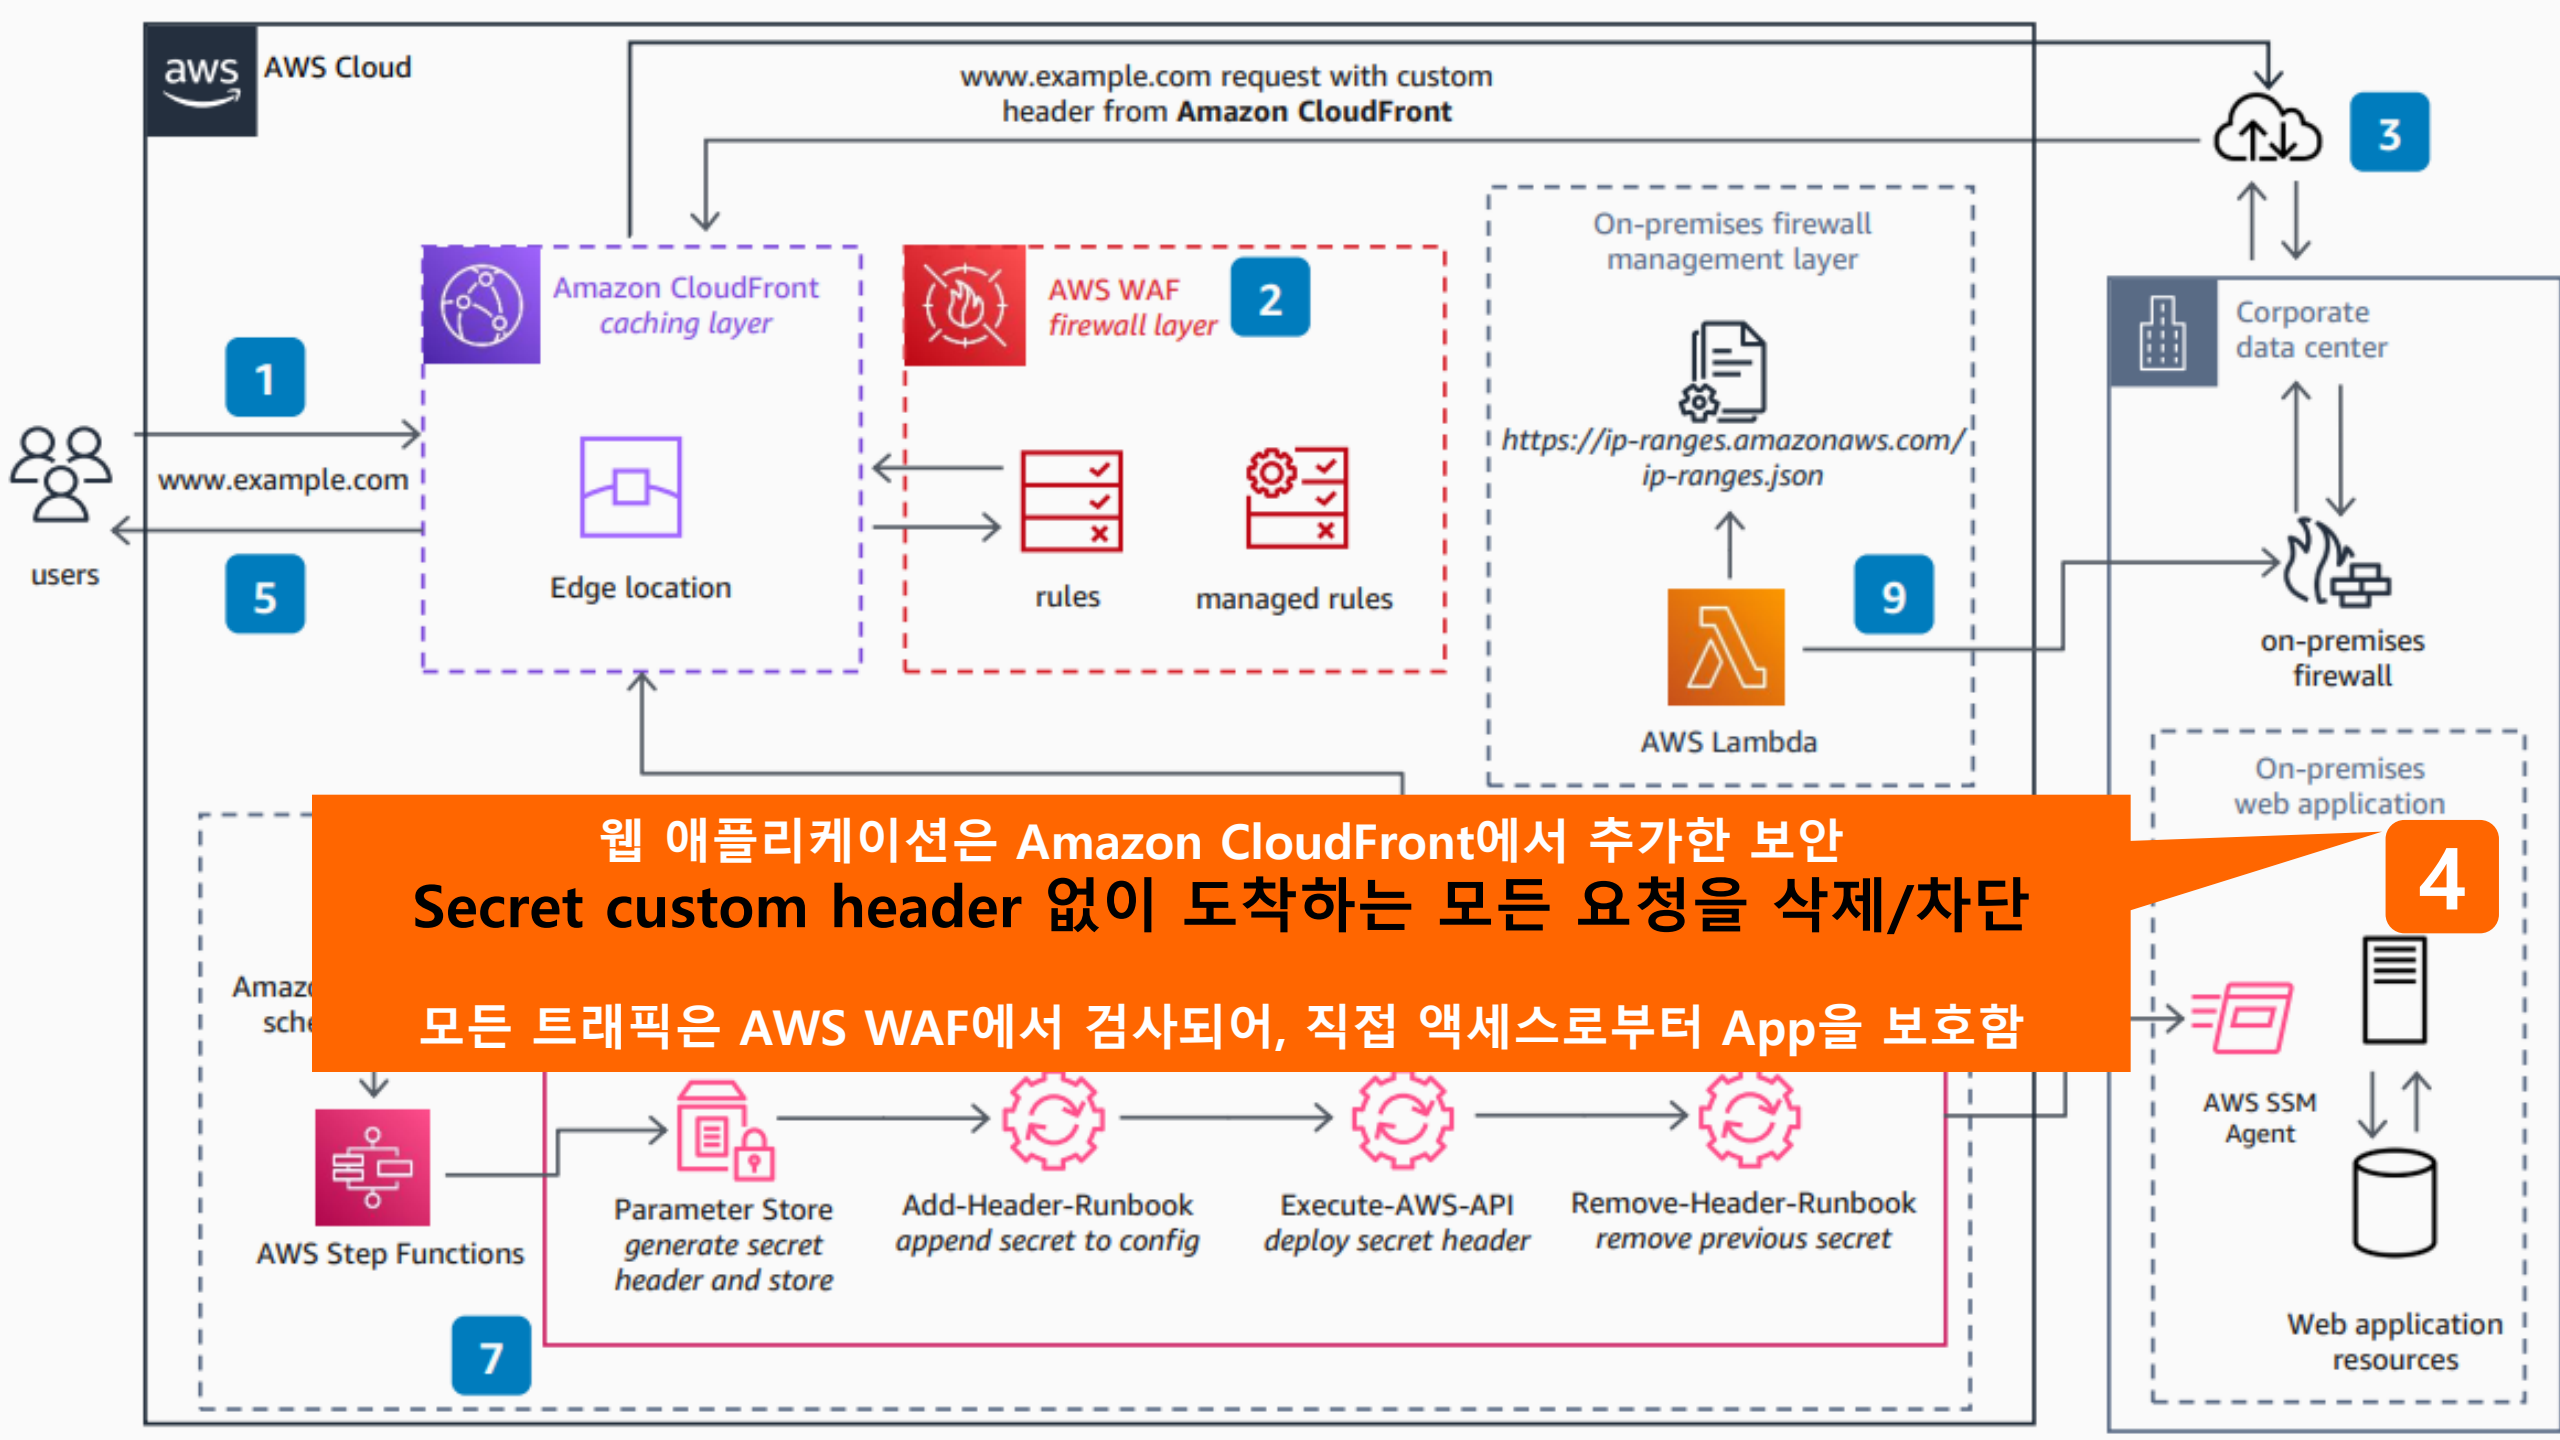 aws
AWS Cloud
www.example.com request with custom
header from Amazon CloudFront
3
On-premises firewall
management layer
Amazon CloudFront
caching layer
AWS WAF
firewall layer
2
Corporate
data center
1
https://ip-ranges.amazonaws.com/
ip-ranges.json
www.example.com
users
5
Edge location
rules
managed rules
9
on-premises
firewall
AWS Lambda
On-premises
web application
웹 애플리케이션은 Amazon CloudFront에서 추가한 보안
Secret custom header 없이 도착하는 모든 요청을 삭제/차단
모든 트래픽은 AWS WAF에서 검사되어, 직접 액세스로부터 App을 보호함
4
AWS SSM
Agent
AWS Step Functions
Parameter Store
generate secret
header and store
Add-Header-Runbook
append secret to config
Execute-AWS-API
deploy secret header
Remove-Header-Runbook
remove previous secret
7
Web application
resources